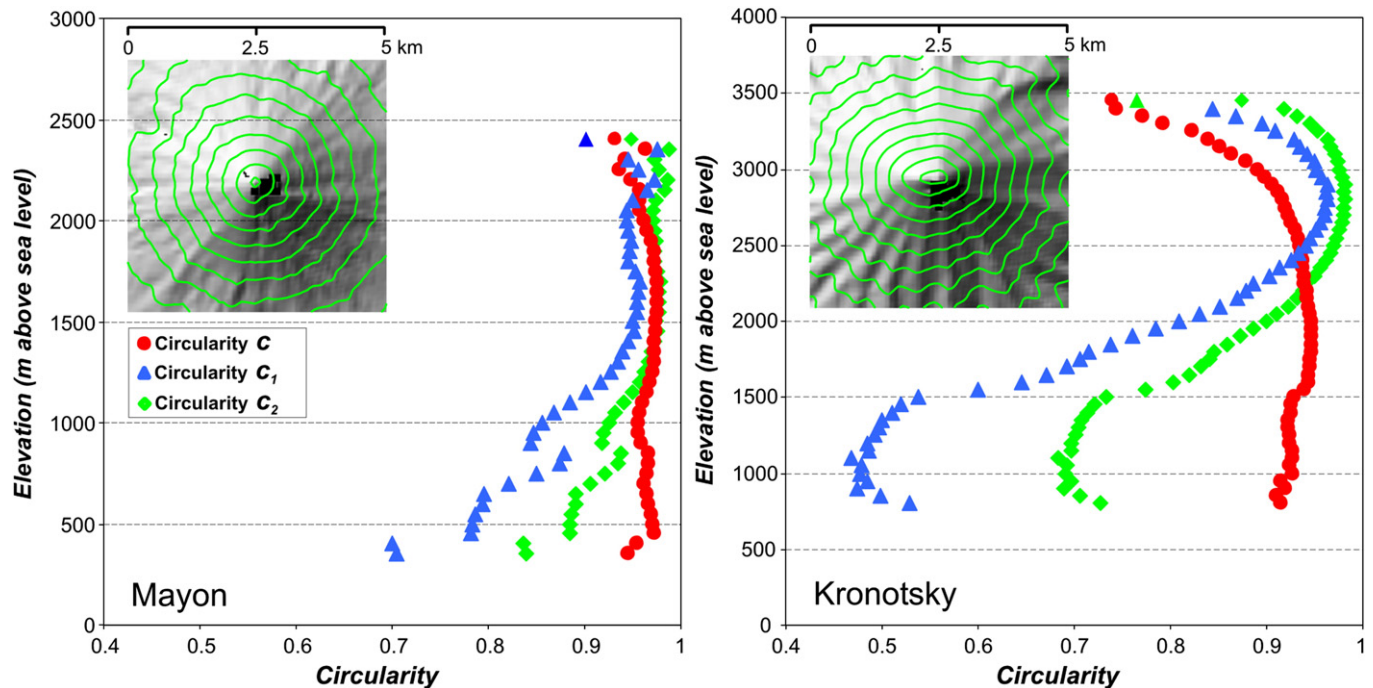 3000
2500
2000
1500
1000
500
0
Elevation (m above sea level)
0 2.5 5 km
Circularity C
Circularity C₁
Circularity C₂
Mayon
0.4 0.5 0.6 0.7 0.8 0.9 1
Circularity
4000
3500
3000
2500
2000
1500
1000
500
0
Elevation (m above sea level)
0 2.5 5 km
Kronotsky
0.4 0.5 0.6 0.7 0.8 0.9 1
Circularity